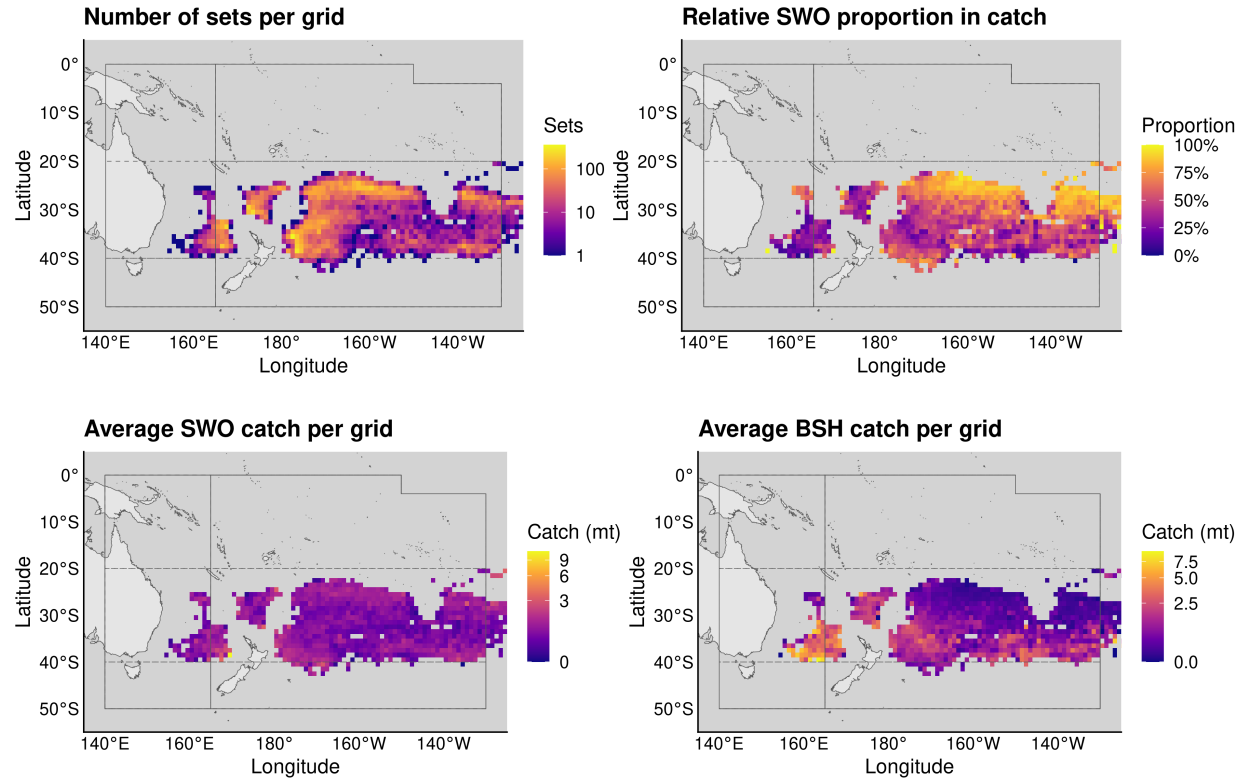 Number of sets per grid
Relative SWO proportion in catch
0°
10°S
20°S
30°S
40°S
50°S
Latitude
140°E
160°E
180°
160°W
140°W
Longitude
Sets
100
10
1
0°
10°S
20°S
30°S
40°S
50°S
Latitude
140°E
160°E
180°
160°W
140°W
Longitude
Proportion
100%
75%
50%
25%
0%
Average SWO catch per grid
Average BSH catch per grid
0°
10°S
20°S
30°S
40°S
50°S
Latitude
140°E
160°E
180°
160°W
140°W
Longitude
Catch (mt)
9
6
3
0
0°
10°S
20°S
30°S
40°S
50°S
Latitude
140°E
160°E
180°
160°W
140°W
Longitude
Catch (mt)
7.5
5.0
2.5
0.0